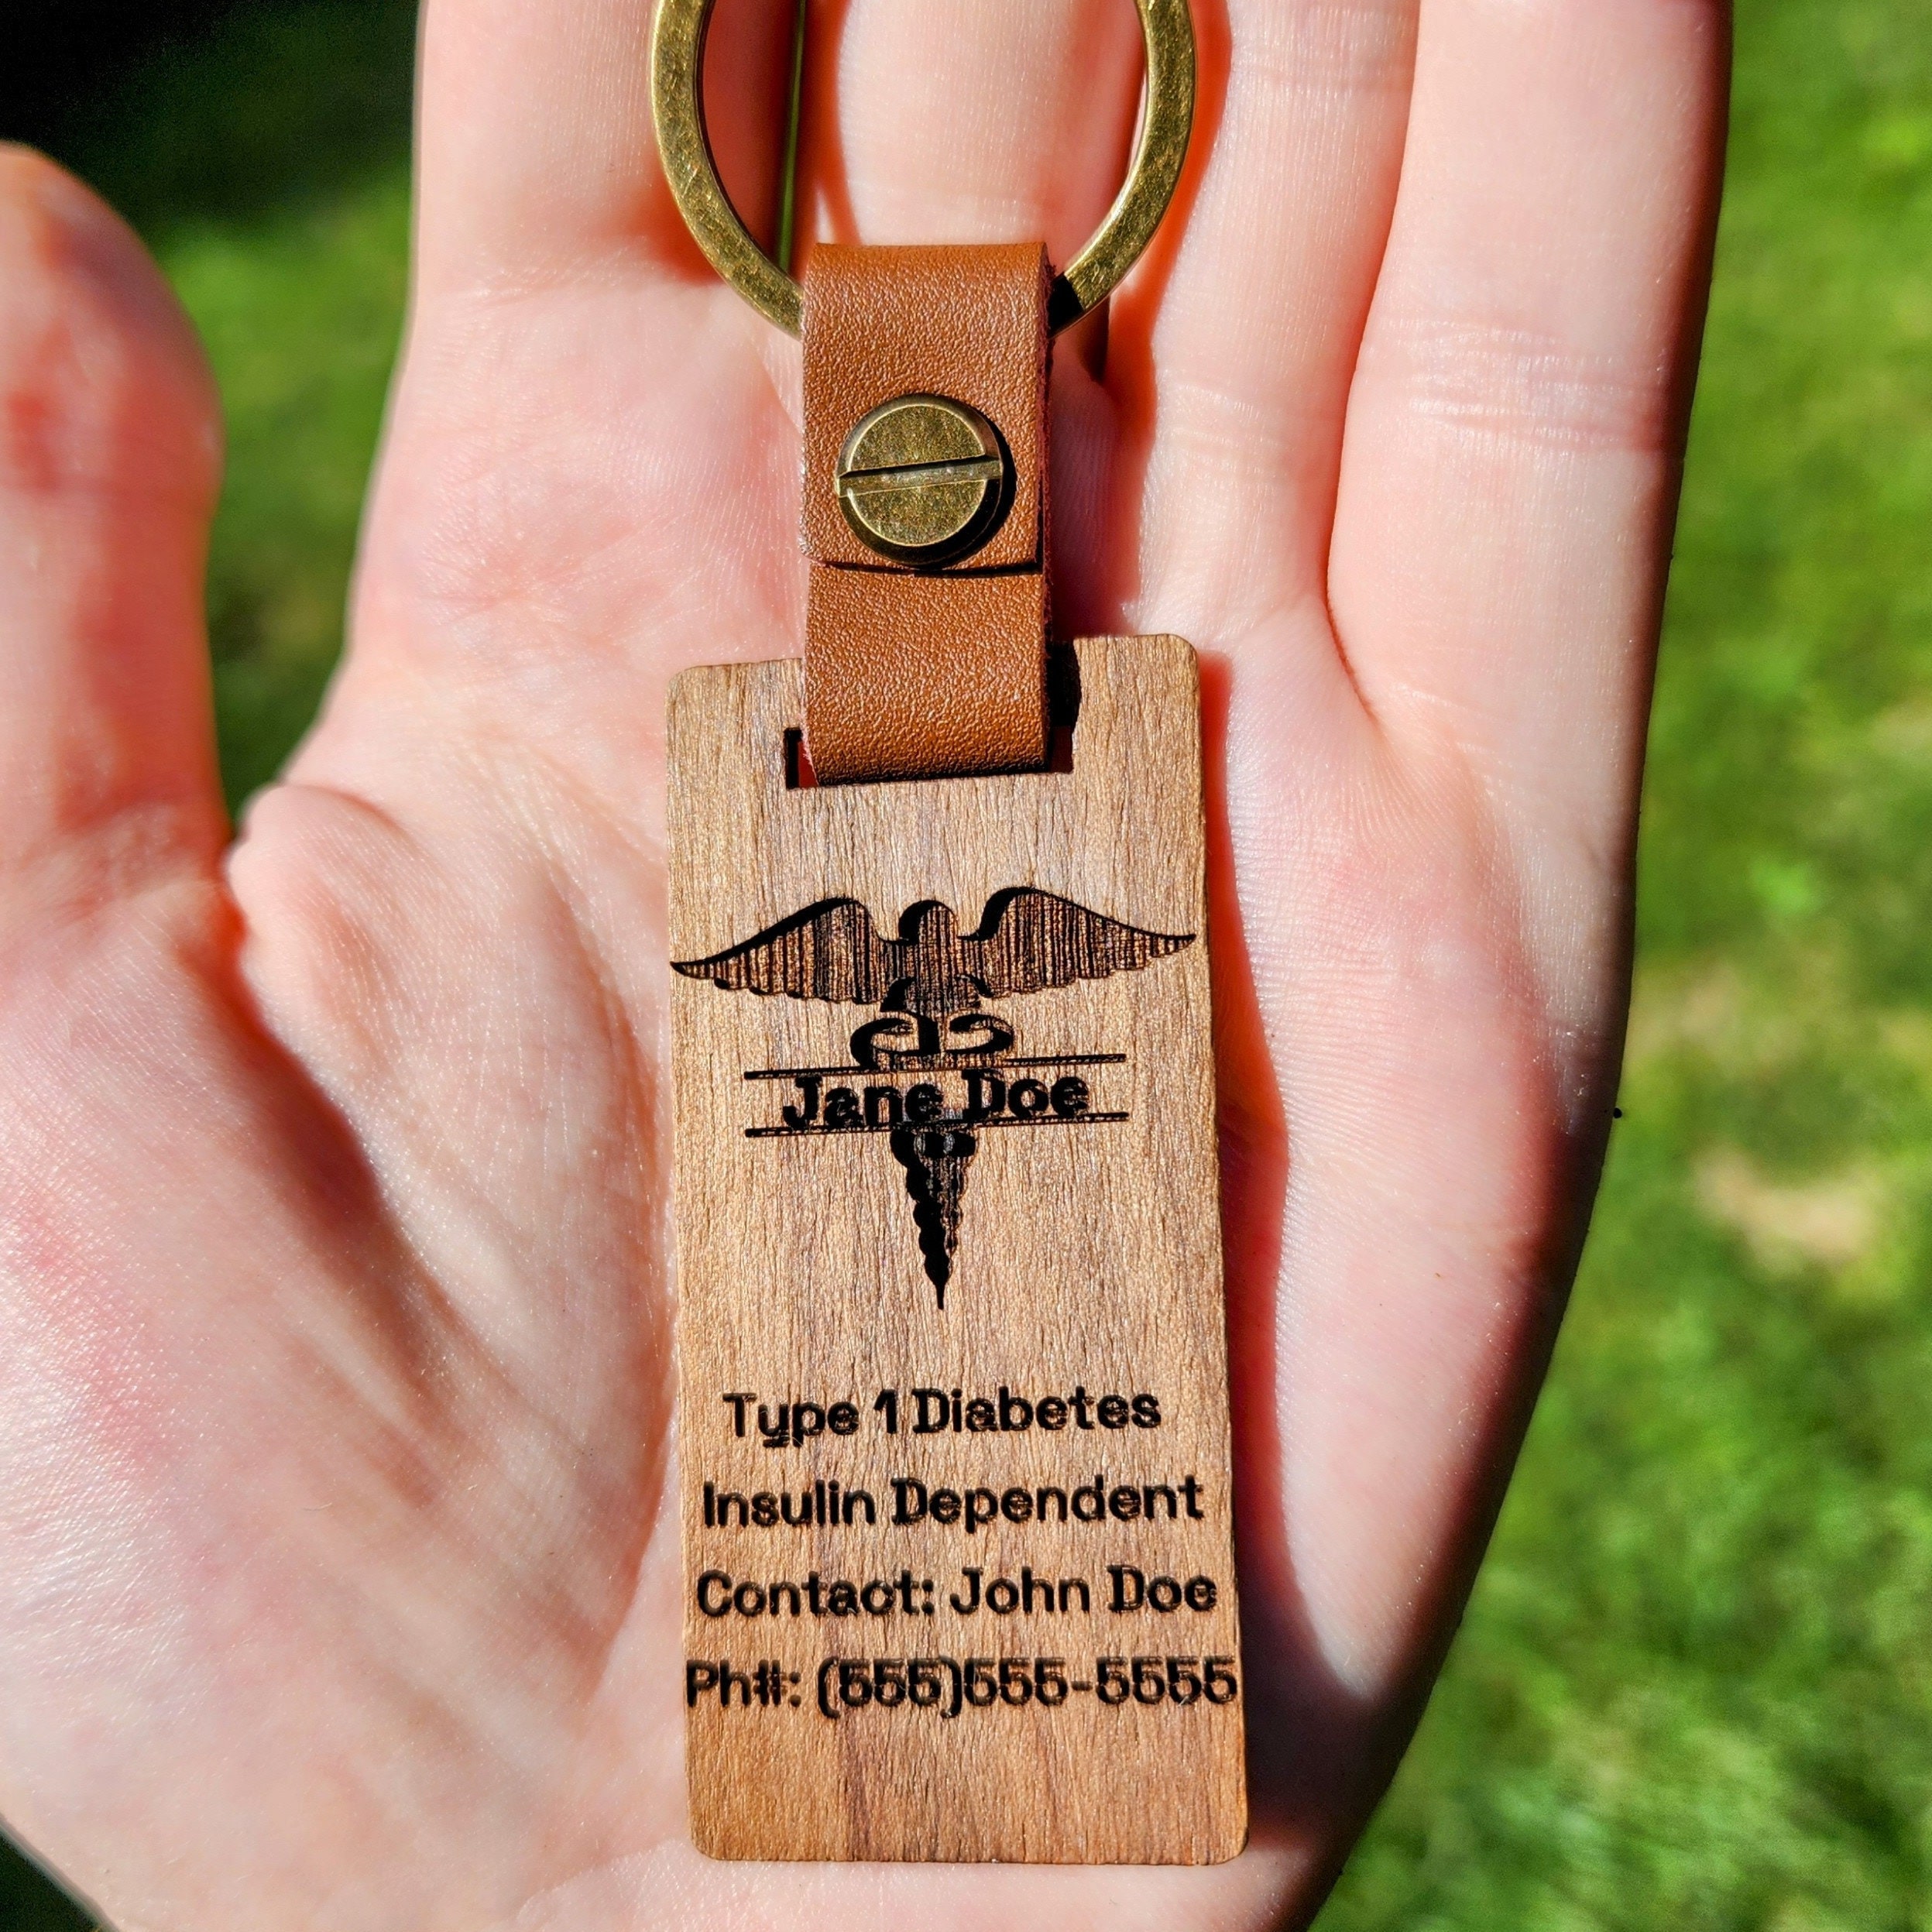 Jane Doe
Type 1 Diabetes
Insulin Dependent
Contact: John Doe
Ph#: (555)555-5555